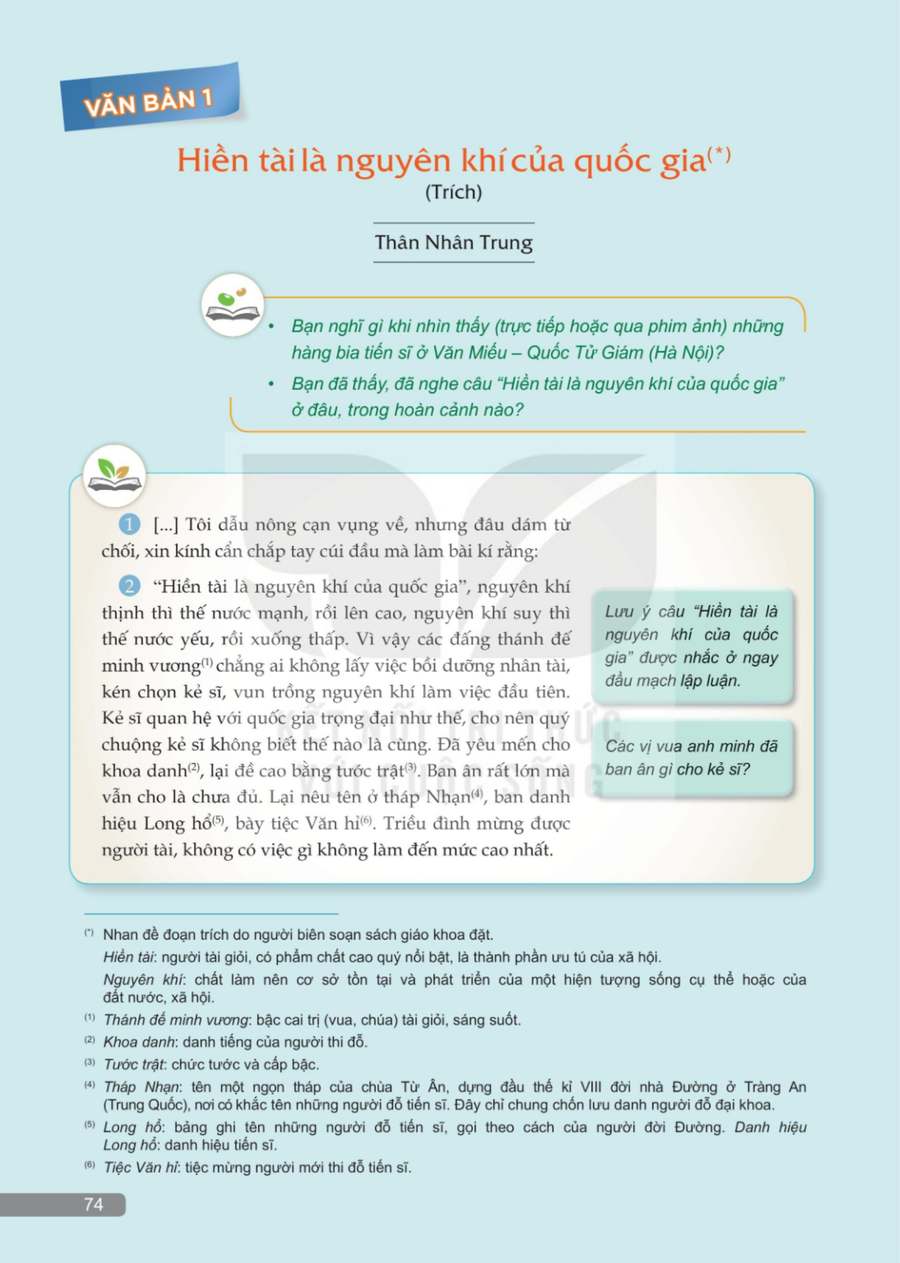 VĂN BẢN 1
Hiền tài là nguyên khí của quốc gia(*)
(Trích)
Thân Nhân Trung
• Bạn nghĩ gì khi nhìn thấy (trực tiếp hoặc qua phim ảnh) những
hàng bia tiến sĩ ở Văn Miếu – Quốc Tử Giám (Hà Nội)?
• Bạn đã thấy, đã nghe câu “Hiền tài là nguyên khí của quốc gia”
ở đâu, trong hoàn cảnh nào?
1 [...] Tôi dẫu nông cạn vụng về, nhưng đâu dám từ
chối, xin kính cẩn chắp tay cúi đầu mà làm bài kí rằng:
2 “Hiền tài là nguyên khí của quốc gia”, nguyên khí
thịnh thì thế nước mạnh, rồi lên cao, nguyên khí suy thì
thế nước yếu, rồi xuống thấp. Vì vậy các đấng thánh đế
minh vương(1) chẳng ai không lấy việc bồi dưỡng nhân tài,
kén chọn kẻ sĩ, vun trồng nguyên khí làm việc đầu tiên.
Kẻ sĩ quan hệ với quốc gia trọng đại như thế, cho nên quý
chuộng kẻ sĩ không biết thế nào là cùng. Đã yêu mến cho
khoa danh(2), lại đề cao bằng tước trật(3). Ban ân rất lớn mà
vẫn cho là chưa đủ. Lại nêu tên ở tháp Nhạn(4), ban danh
hiệu Long hổ(5), bày tiệc Văn hỉ(6). Triều đình mừng được
người tài, không có việc gì không làm đến mức cao nhất.
Lưu ý câu “Hiền tài là
nguyên khí của quốc
gia” được nhắc ở ngay
đầu mạch lập luận.
Các vị vua anh minh đã
ban ân gì cho kẻ sĩ?
KẾT NỐI TRI THỨC
VỚI CUỘC SỐNG
(*) Nhan đề đoạn trích do người biên soạn sách giáo khoa đặt.
Hiền tài: người tài giỏi, có phẩm chất cao quý nổi bật, là thành phần ưu tú của xã hội.
Nguyên khí: chất làm nên cơ sở tồn tại và phát triển của một hiện tượng sống cụ thể hoặc của
đất nước, xã hội.
(1) Thánh đế minh vương: bậc cai trị (vua, chúa) tài giỏi, sáng suốt.
(2) Khoa danh: danh tiếng của người thi đỗ.
(3) Tước trật: chức tước và cấp bậc.
(4) Tháp Nhạn: tên một ngọn tháp của chùa Từ Ân, dựng đầu thế kỉ VIII đời nhà Đường ở Tràng An
(Trung Quốc), nơi có khắc tên những người đỗ tiến sĩ. Đây chỉ chung chốn lưu danh người đỗ đại khoa.
(5) Long hổ: bảng ghi tên những người đỗ tiến sĩ, gọi theo cách của người đời Đường. Danh hiệu
Long hổ: danh hiệu tiến sĩ.
(6) Tiệc Văn hỉ: tiệc mừng người mới thi đỗ tiến sĩ.
74